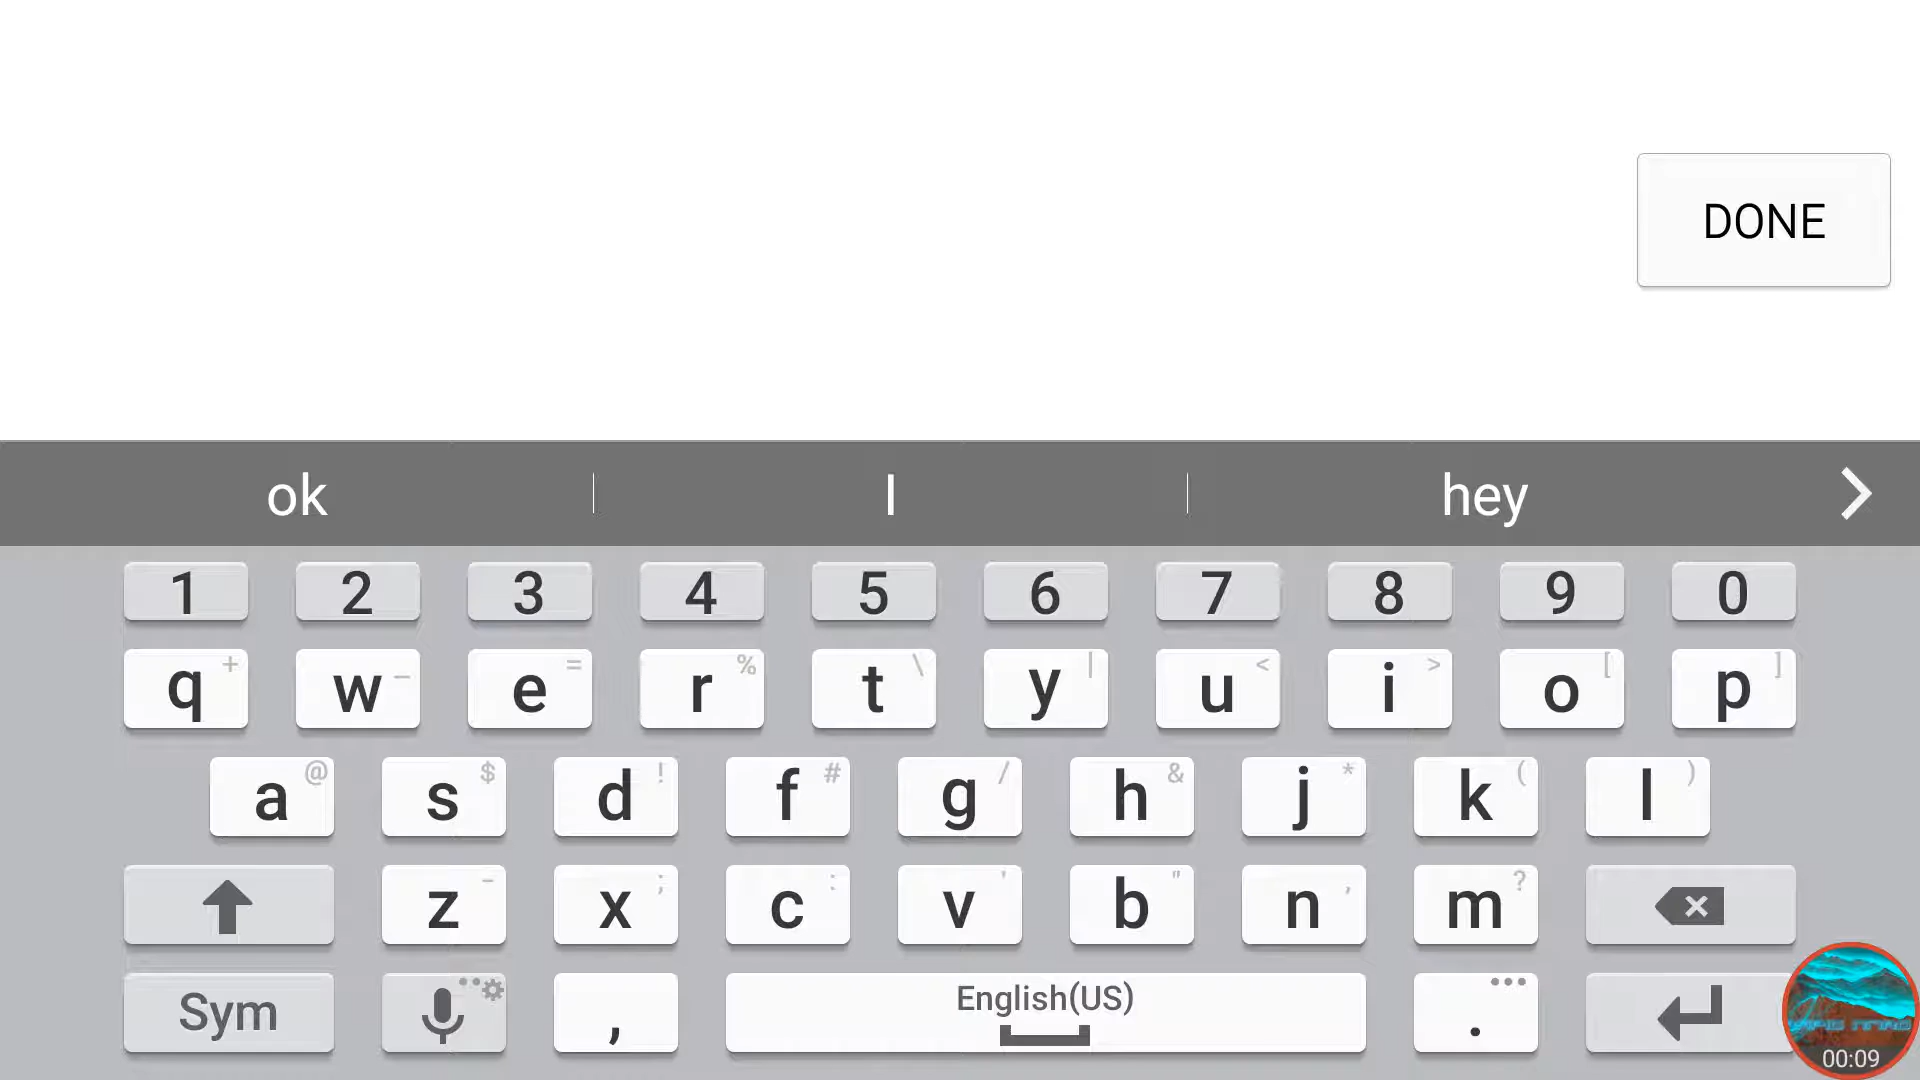 DONE
ok I hey
1 2 3 4 5 6 7 8 9 0
q + w _ e = r % t \ y | u < i > o [ p ]
a @ s $ d ! f # g / h & j * k ( l )
z - x ; c : v ' b " n , m ?
Sym , English(US) .
00:09